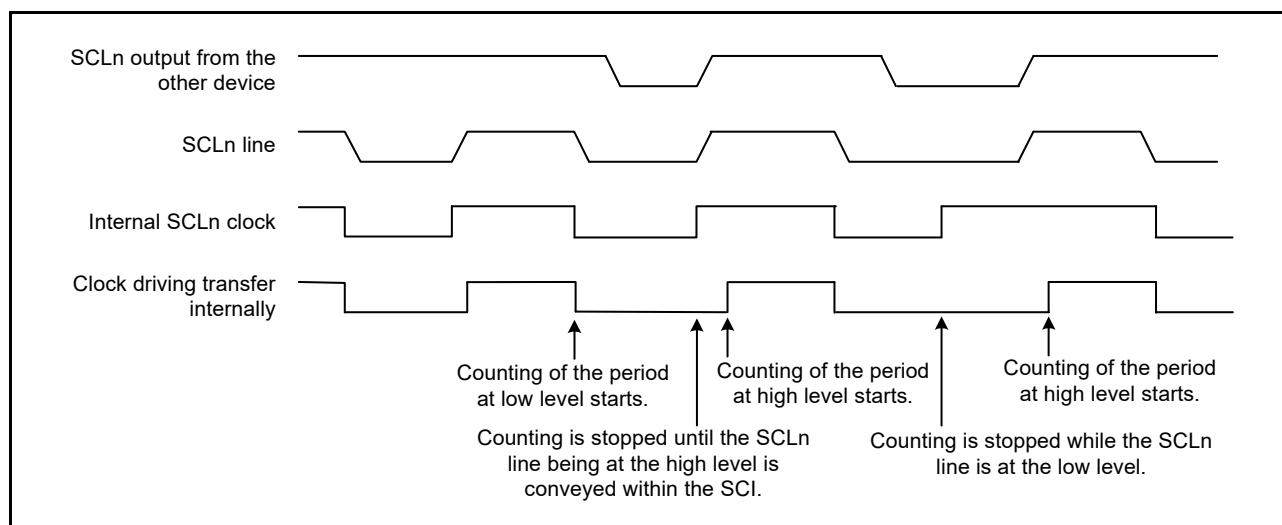 SCLn output from the
other device
SCLn line
Internal SCLn clock
Clock driving transfer
internally
Counting of the period
at low level starts.
Counting of the period
at high level starts.
Counting of the period
at high level starts.
Counting is stopped until the SCLn
line being at the high level is
conveyed within the SCI.
Counting is stopped while the SCLn
line is at the low level.